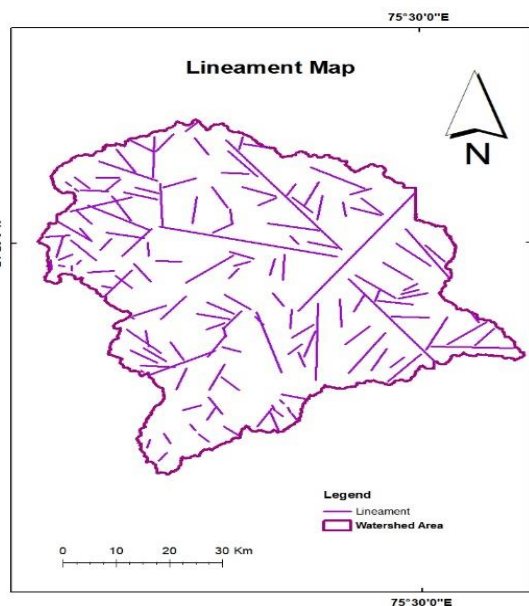 75°30'0"E
Lineament Map
N
Legend
Lineament
Watershed Area
0 10 20 30 Km
75°30'0"E